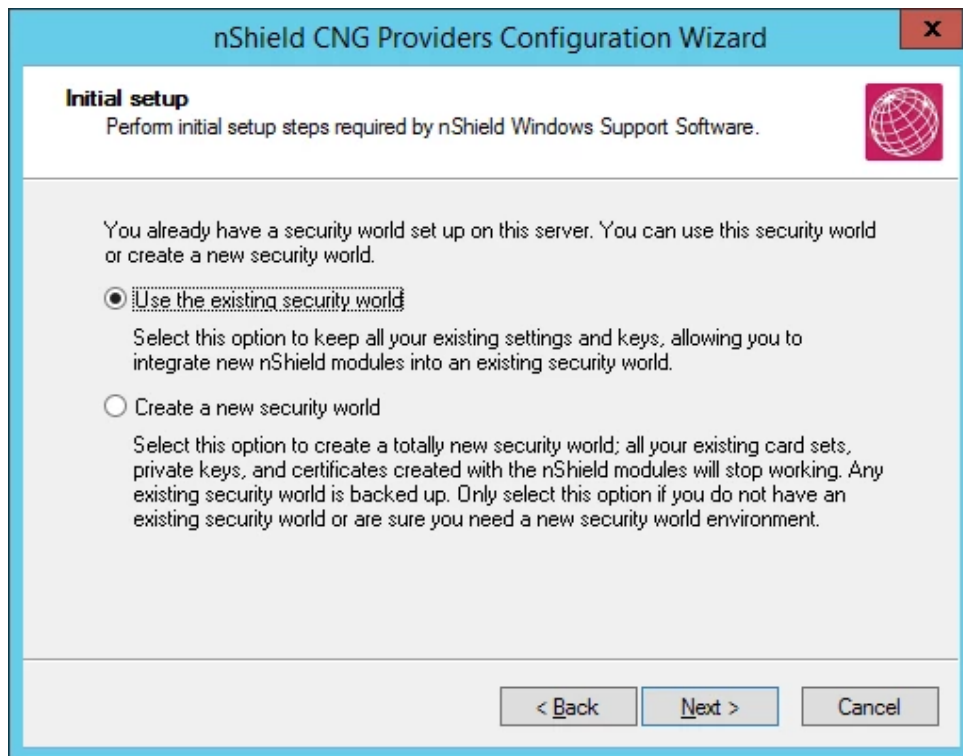 nShield CNG Providers Configuration Wizard
x
Initial setup
Perform initial setup steps required by nShield Windows Support Software.
You already have a security world set up on this server. You can use this security world
or create a new security world.
Use the existing security world
Select this option to keep all your existing settings and keys, allowing you to
integrate new nShield modules into an existing security world.
Create a new security world
Select this option to create a totally new security world; all your existing card sets,
private keys, and certificates created with the nShield modules will stop working. Any
existing security world is backed up. Only select this option if you do not have an
existing security world or are sure you need a new security world environment.
< Back Next > Cancel